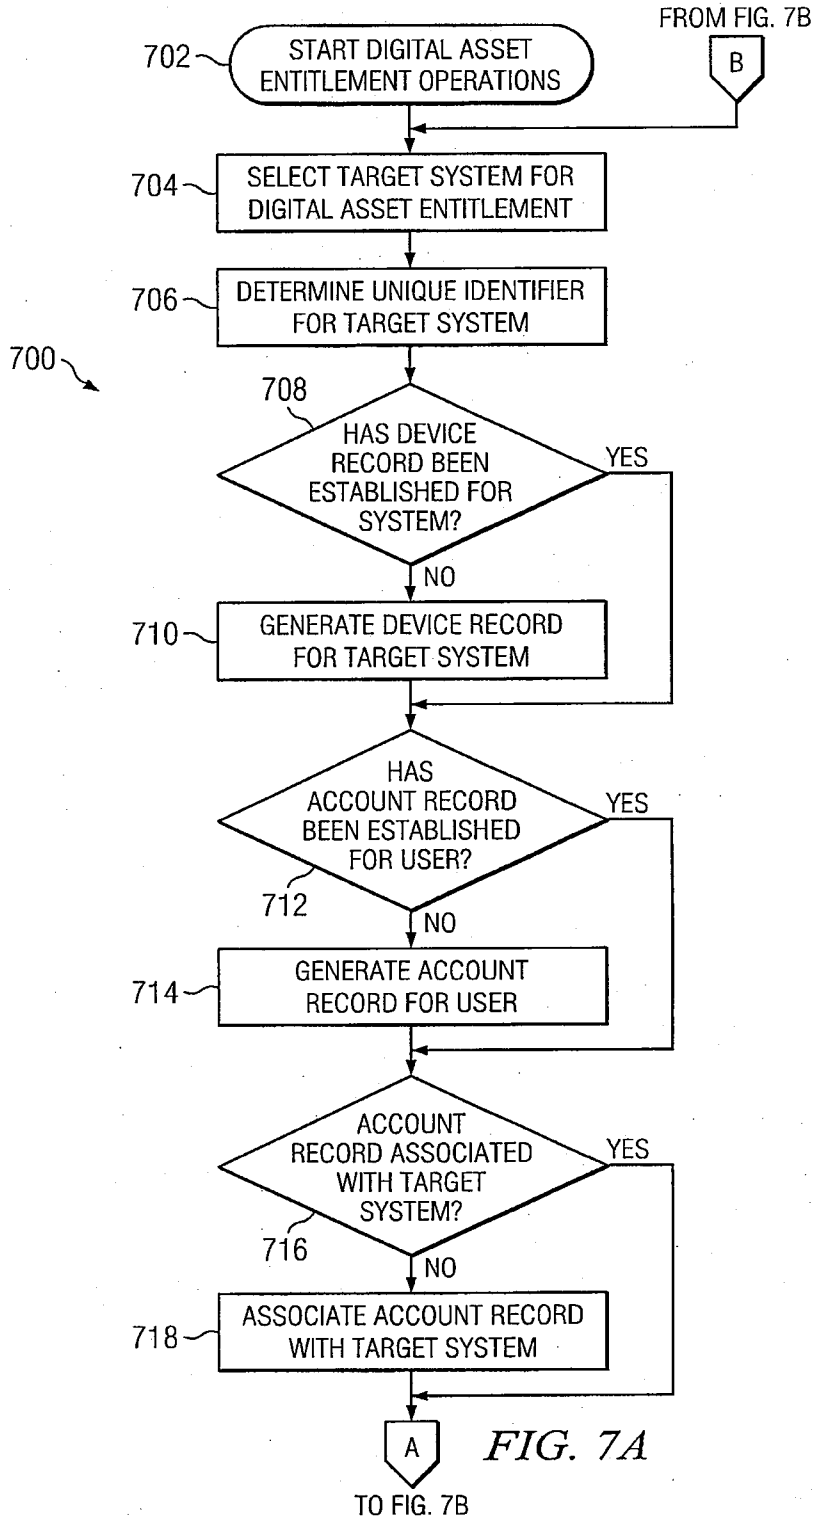 FROM FIG. 7B
B
702
START DIGITAL ASSET
ENTITLEMENT OPERATIONS
704
SELECT TARGET SYSTEM FOR
DIGITAL ASSET ENTITLEMENT
706
DETERMINE UNIQUE IDENTIFIER
FOR TARGET SYSTEM
700
708
HAS DEVICE
RECORD BEEN
ESTABLISHED FOR
SYSTEM?
YES
NO
710
GENERATE DEVICE RECORD
FOR TARGET SYSTEM
HAS
ACCOUNT RECORD
BEEN ESTABLISHED
FOR USER?
YES
712
NO
714
GENERATE ACCOUNT
RECORD FOR USER
ACCOUNT
RECORD ASSOCIATED
WITH TARGET
SYSTEM?
YES
716
NO
718
ASSOCIATE ACCOUNT RECORD
WITH TARGET SYSTEM
A
FIG. 7A
TO FIG. 7B